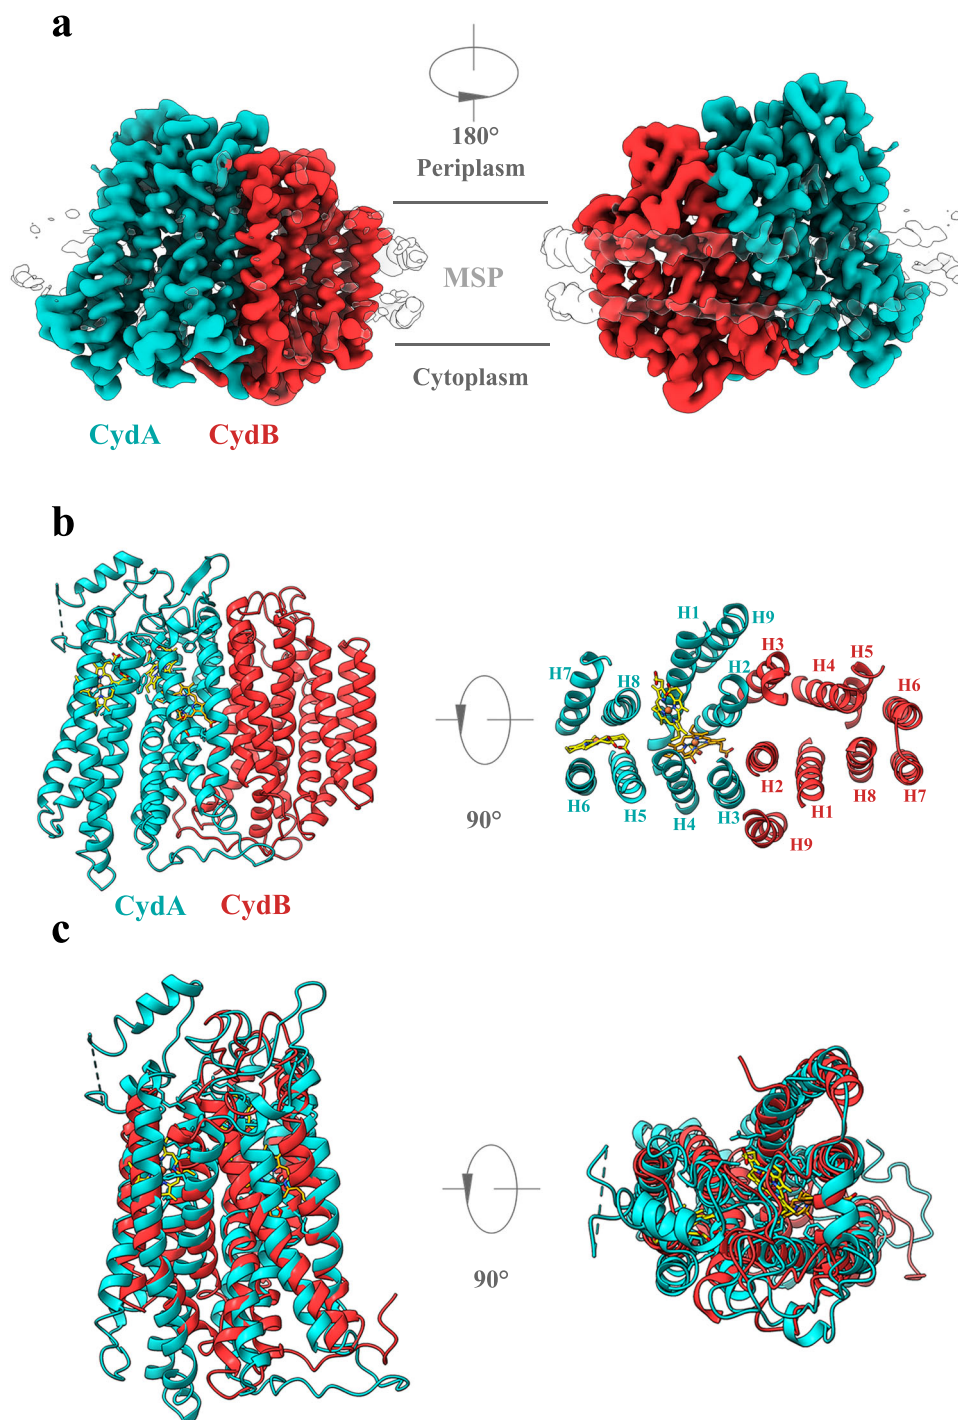 a
180°
Periplasm
MSP
Cytoplasm
CydA CydB
b
H1 H9
H3
H7 H8 H2 H4 H5
H6
H6 H5 H4 H3 H2 H1 H8 H7
H9
90°
CydA CydB
c
90°